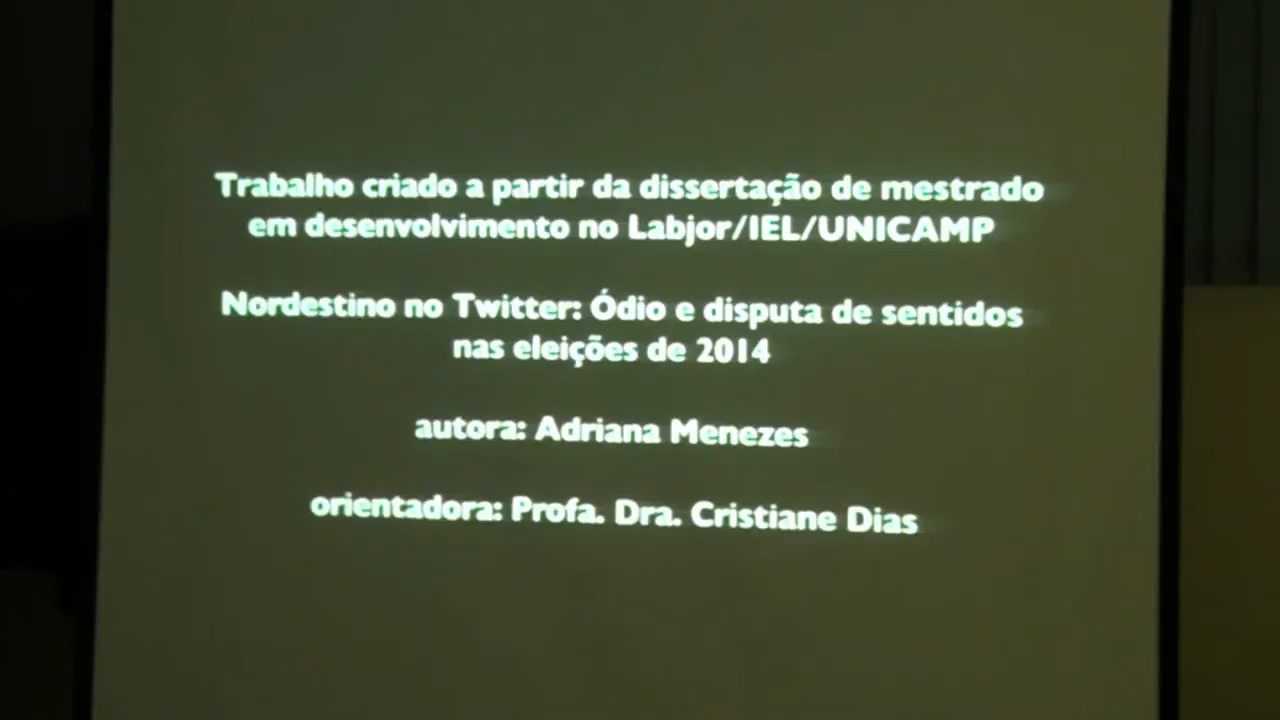 Trabalho criado a partir da dissertação de mestrado
em desenvolvimento no Labjor/IEL/UNICAMP
Nordestino no Twitter: Ódio e disputa de sentidos
nas eleições de 2014
autora: Adriana Menezes
orientadora: Profa. Dra. Cristiane Dias